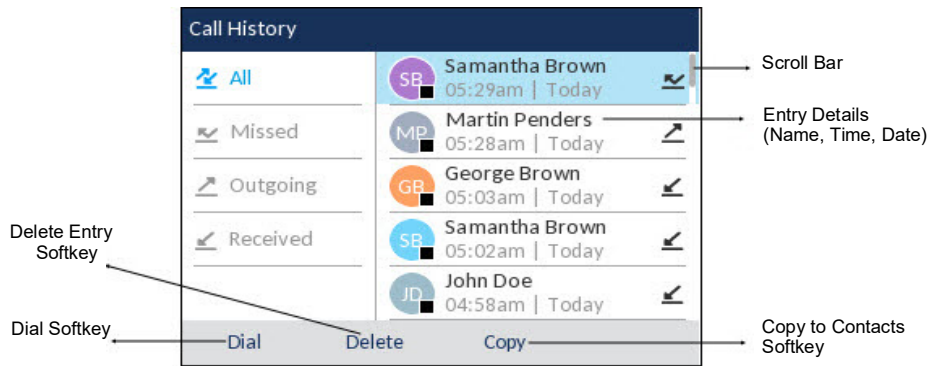 Call History
All
Missed
Outgoing
Received
SB
Samantha Brown
05:29am | Today
MP
Martin Penders
05:28am | Today
GB
George Brown
05:03am | Today
SB
Samantha Brown
05:02am | Today
JD
John Doe
04:58am | Today
Dial Delete Copy
Scroll Bar
Entry Details
(Name, Time, Date)
Delete Entry
Softkey
Dial Softkey
Copy to Contacts
Softkey